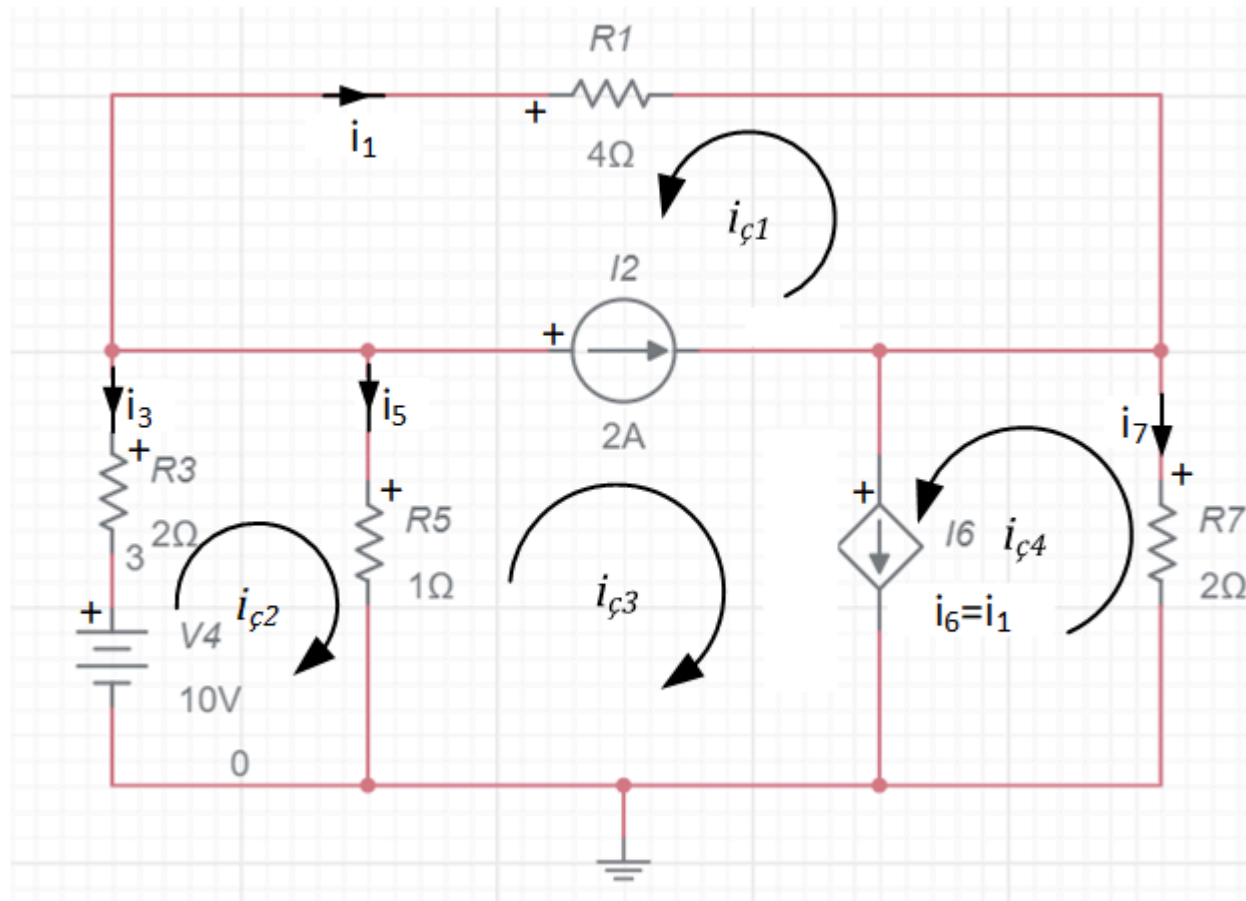 R1
+
i₁
4Ω
iç1
I2
+
2A
i₃
i₅
i₇
+
R3
2Ω
3
+
R5
1Ω
+
I6
i₆=i₁
+
R7
2Ω
iç2
iç3
iç4
+
V4
10V
0